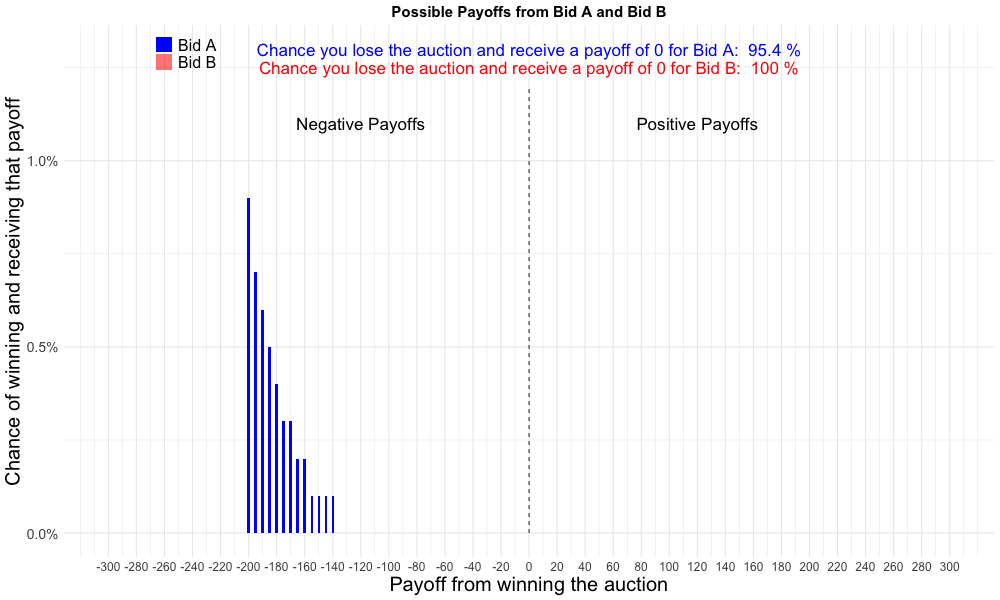 Possible Payoffs from Bid A and Bid B
Bid A
Bid B
Chance you lose the auction and receive a payoff of 0 for Bid A:  95.4 %
Chance you lose the auction and receive a payoff of 0 for Bid B:  100 %
Negative Payoffs
Positive Payoffs
Chance of winning and receiving that payoff
1.0%
0.5%
0.0%
-300 -280 -260 -240 -220 -200 -180 -160 -140 -120 -100 -80 -60 -40 -20 0 20 40 60 80 100 120 140 160 180 200 220 240 260 280 300
Payoff from winning the auction